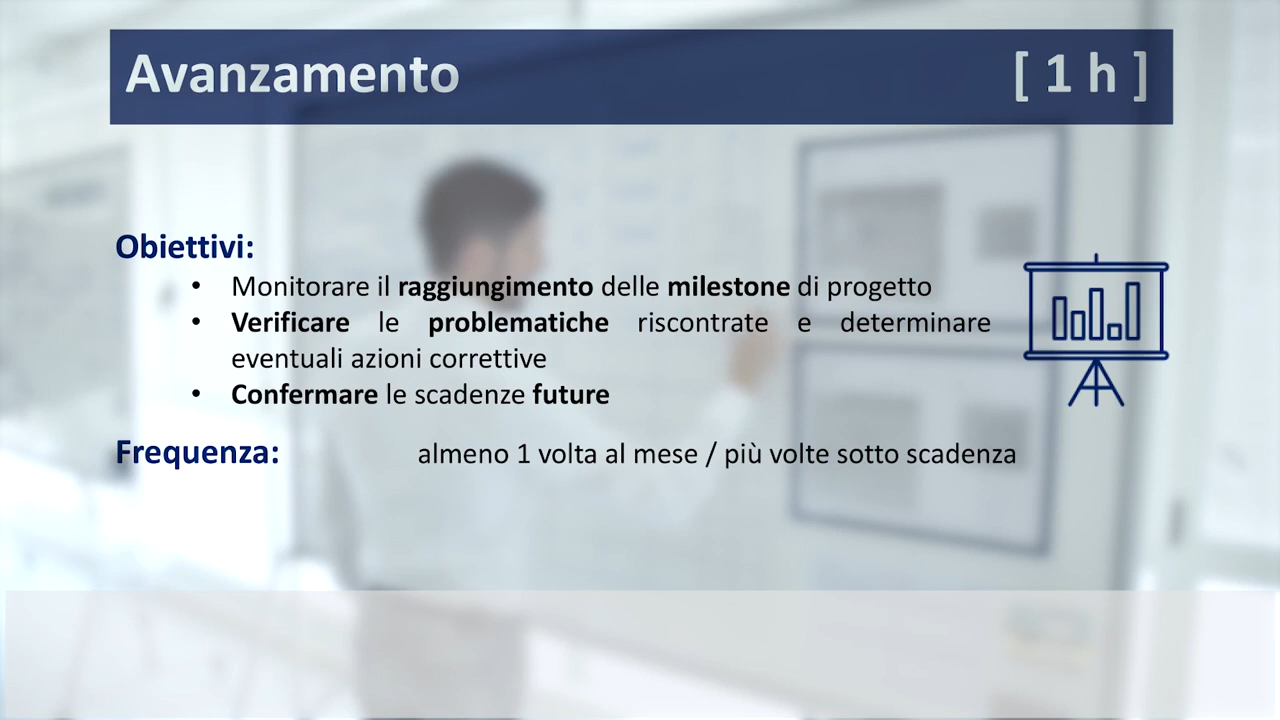 Avanzamento [ 1 h ]
Obiettivi:
• Monitorare il raggiungimento delle milestone di progetto
• Verificare le problematiche riscontrate e determinare
eventuali azioni correttive
• Confermare le scadenze future
Frequenza: almeno 1 volta al mese / più volte sotto scadenza